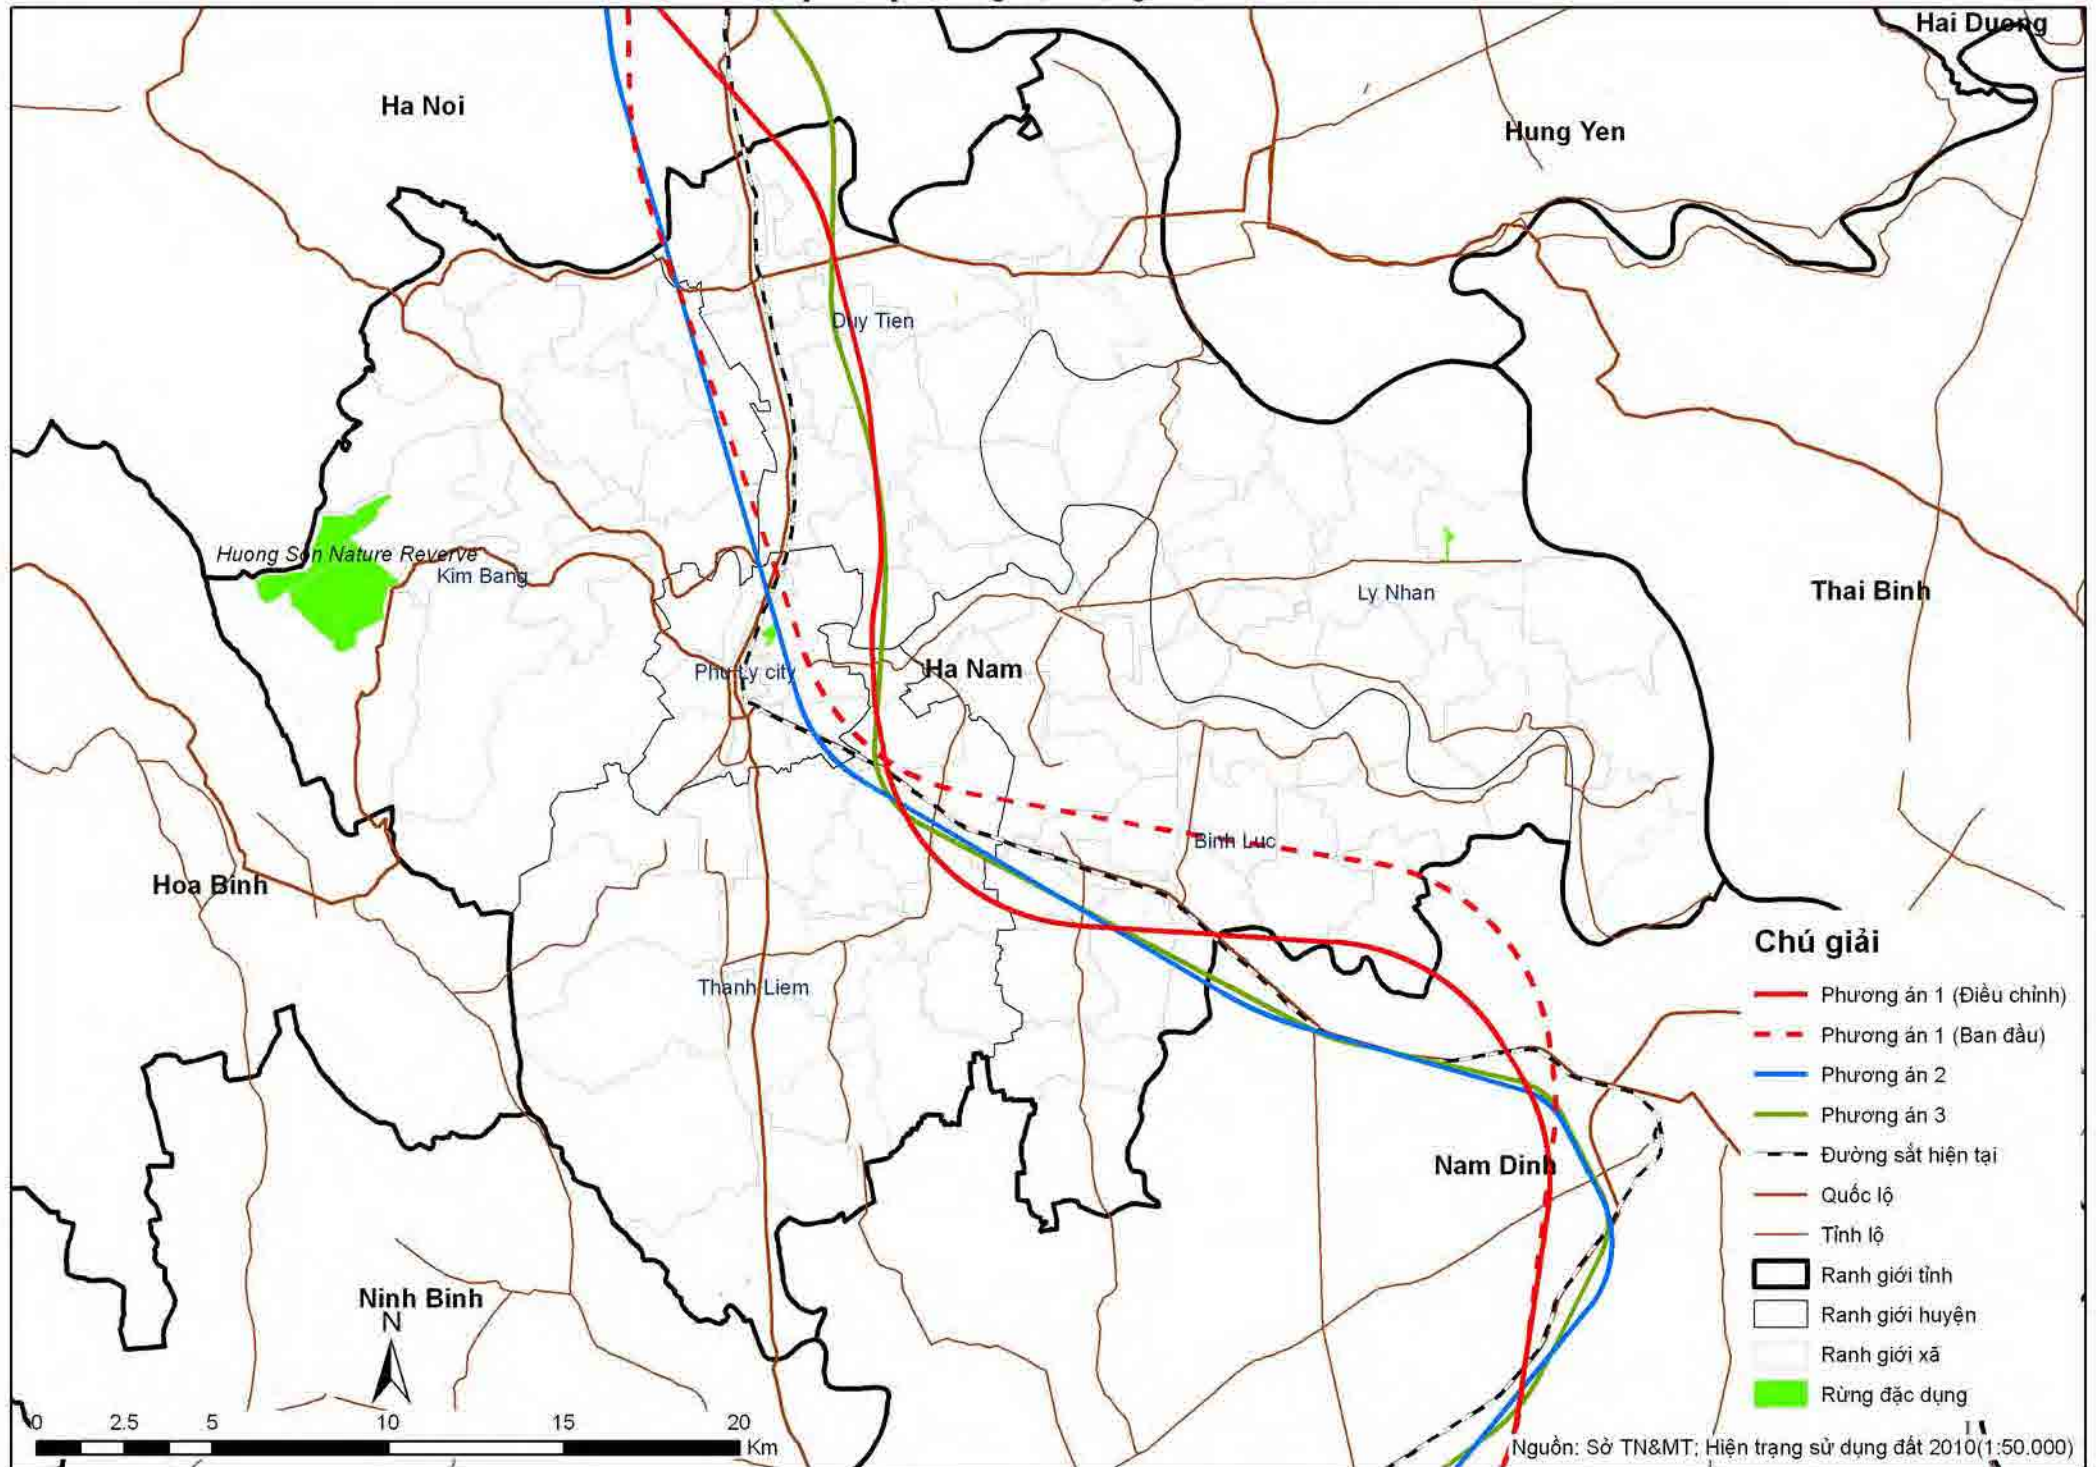 Hai Duong
Ha Noi
Hung Yen
Duy Tien
Huong Son Nature Reverve
Kim Bang
Ly Nhan
Thai Binh
Phu Ly city
Ha Nam
Binh Luc
Hoa Binh
Thanh Liem
Nam Dinh
Ninh Binh
N
0 2.5 5 10 15 20
Km
Chú giải
Phương án 1 (Điều chỉnh)
Phương án 1 (Ban đầu)
Phương án 2
Phương án 3
Đường sắt hiện tại
Quốc lộ
Tỉnh lộ
Ranh giới tỉnh
Ranh giới huyện
Ranh giới xã
Rừng đặc dụng
Nguồn: Sở TN&MT; Hiện trạng sử dụng đất 2010(1:50.000)